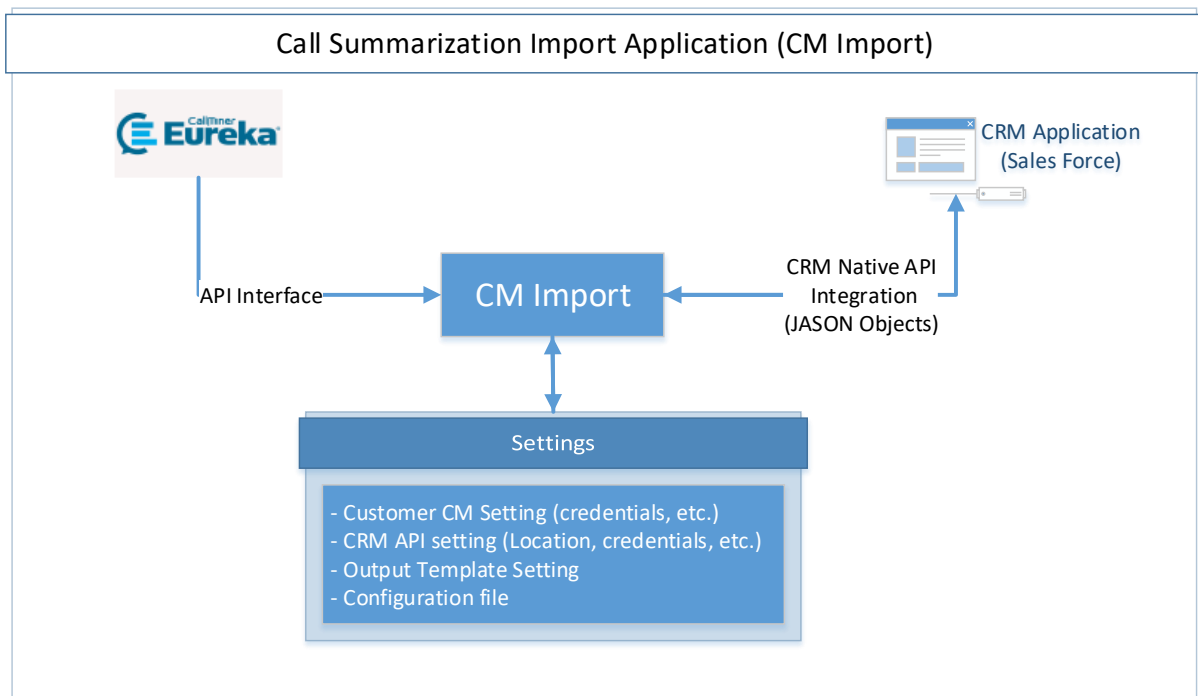 Call Summarization Import Application (CM Import)
CallMiner
Eureka
CRM Application
(Sales Force)
API Interface
CM Import
CRM Native API
Integration
(JASON Objects)
Settings
- Customer CM Setting (credentials, etc.)
- CRM API setting (Location, credentials, etc.)
- Output Template Setting
- Configuration file